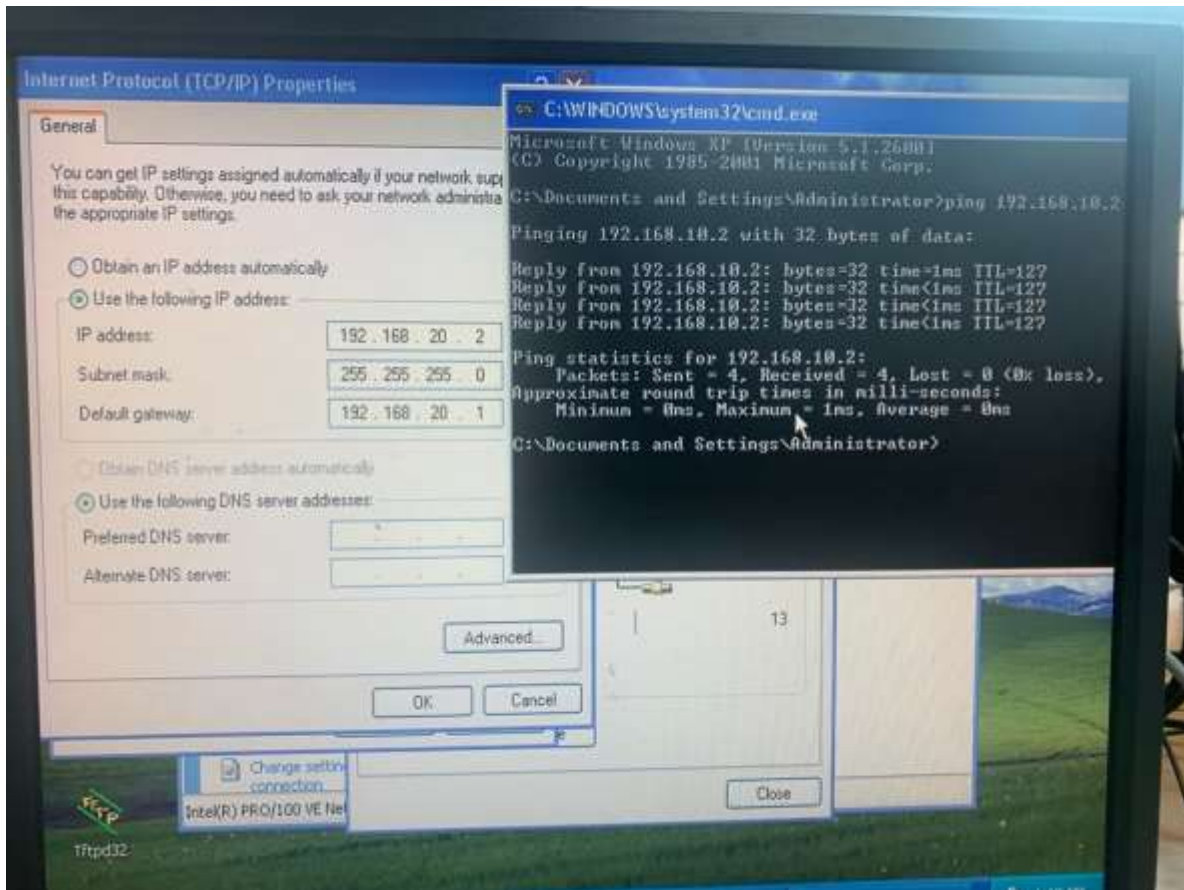 Internet Protocol (TCP/IP) Properties
General
You can get IP settings assigned automatically if your network supp
this capability. Otherwise, you need to ask your network administra
the appropriate IP settings.
Obtain an IP address automatically
Use the following IP address:
IP address:
192 . 168 . 20 . 2
Subnet mask:
255 . 255 . 255 . 0
Default gateway:
192 . 168 . 20 . 1
Obtain DNS server address automatically
Use the following DNS server addresses:
Preferred DNS server:
Alternate DNS server:
Advanced...
OK
Cancel
C:\WINDOWS\system32\cmd.exe
Microsoft Windows XP [Version 5.1.2600]
(C) Copyright 1985-2001 Microsoft Corp.
C:\Documents and Settings\Administrator>ping 192.168.10.2
Pinging 192.168.10.2 with 32 bytes of data:
Reply from 192.168.10.2: bytes=32 time=1ms TTL=127
Reply from 192.168.10.2: bytes=32 time<1ms TTL=127
Reply from 192.168.10.2: bytes=32 time<1ms TTL=127
Reply from 192.168.10.2: bytes=32 time<1ms TTL=127
Ping statistics for 192.168.10.2:
Packets: Sent = 4, Received = 4, Lost = 0 (0% loss),
Approximate round trip times in milli-seconds:
Minimum = 0ms, Maximum = 1ms, Average = 0ms
C:\Documents and Settings\Administrator>
13
Change settin
connection
Intel(R) PRO/100 VE Net
Close
Tftpd32